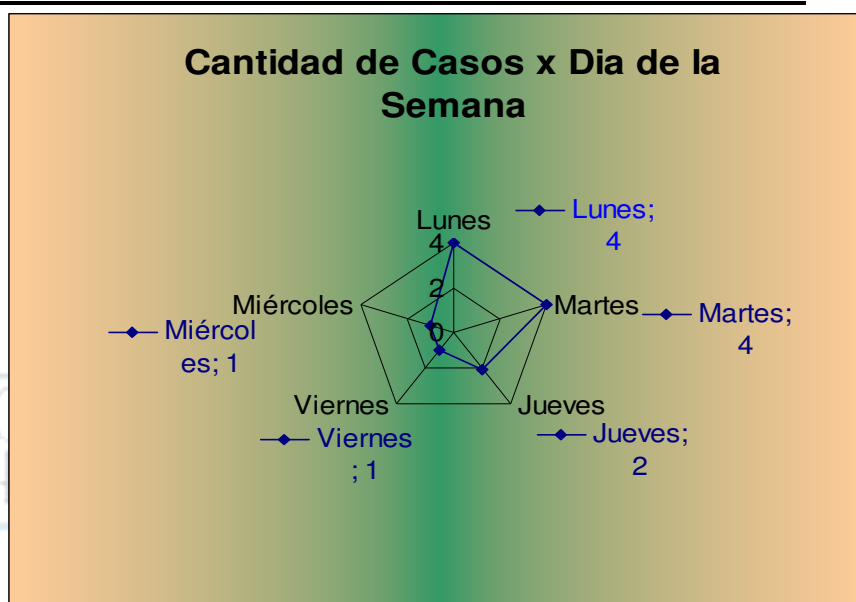 Cantidad de Casos x Dia de la
Semana
Lunes
Lunes;
4
4
2
0
Miércoles
Martes
Martes;
4
Miércol
es; 1
Viernes
Jueves
Viernes
; 1
Jueves;
2